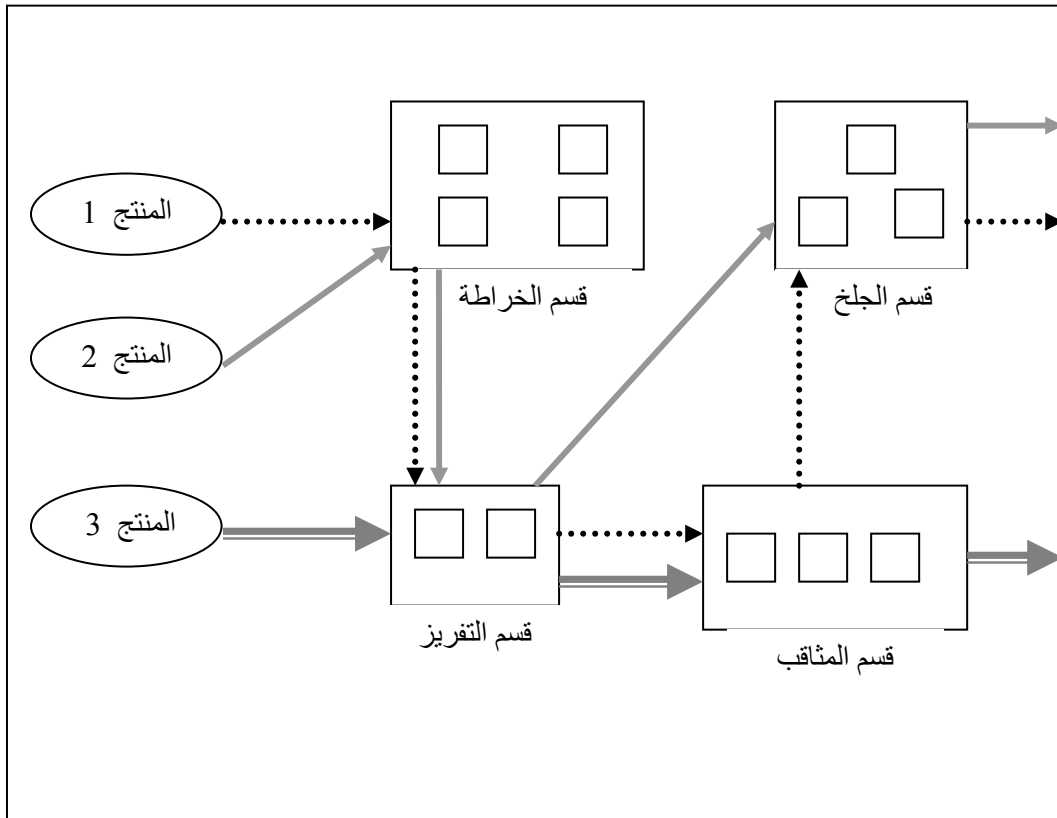 المنتج 1
المنتج 2
المنتج 3
قسم الخراطة
قسم الجلخ
قسم التفريز
قسم المثاقب